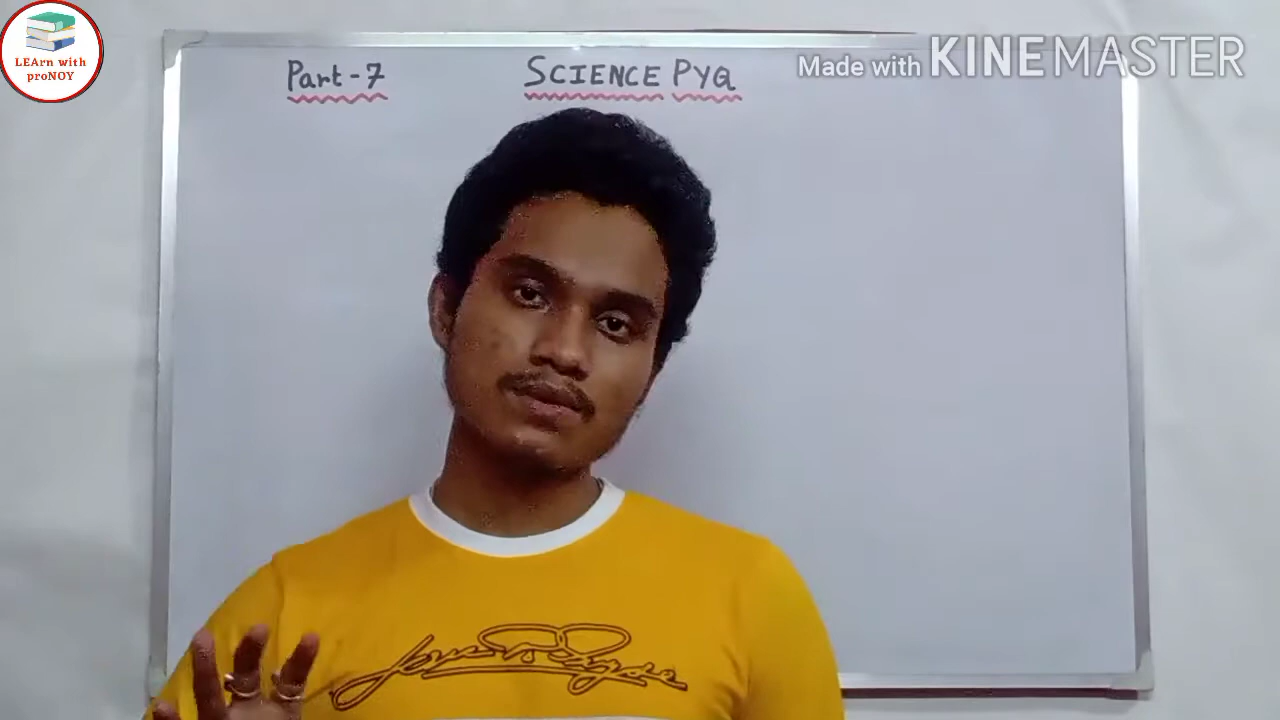 LEArn with
proNOY
Part-7
SCIENCE PYQ
Made with KINEMASTER